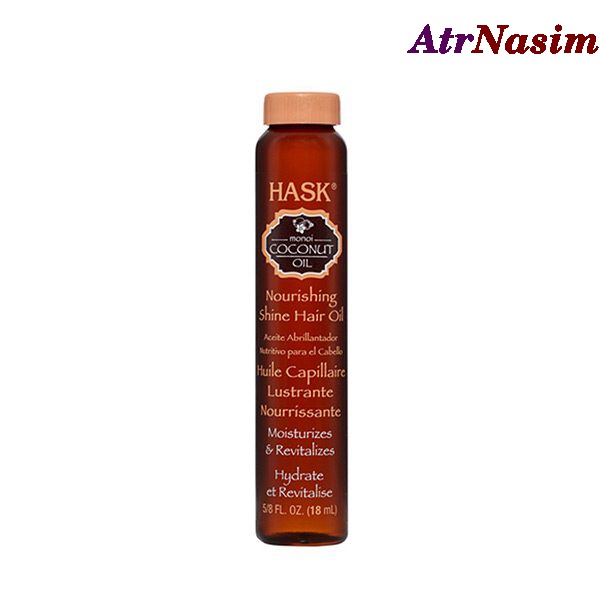 AtrNasim
HASK®
monoi
COCONUT
OIL
Nourishing
Shine Hair Oil
Aceite Abrillantador
Nutritivo para el Cabello
Huile Capillaire
Lustrante
Nourrissante
Moisturizes
& Revitalizes
Hydrate
et Revitalise
5/8 FL. OZ. (18 mL)